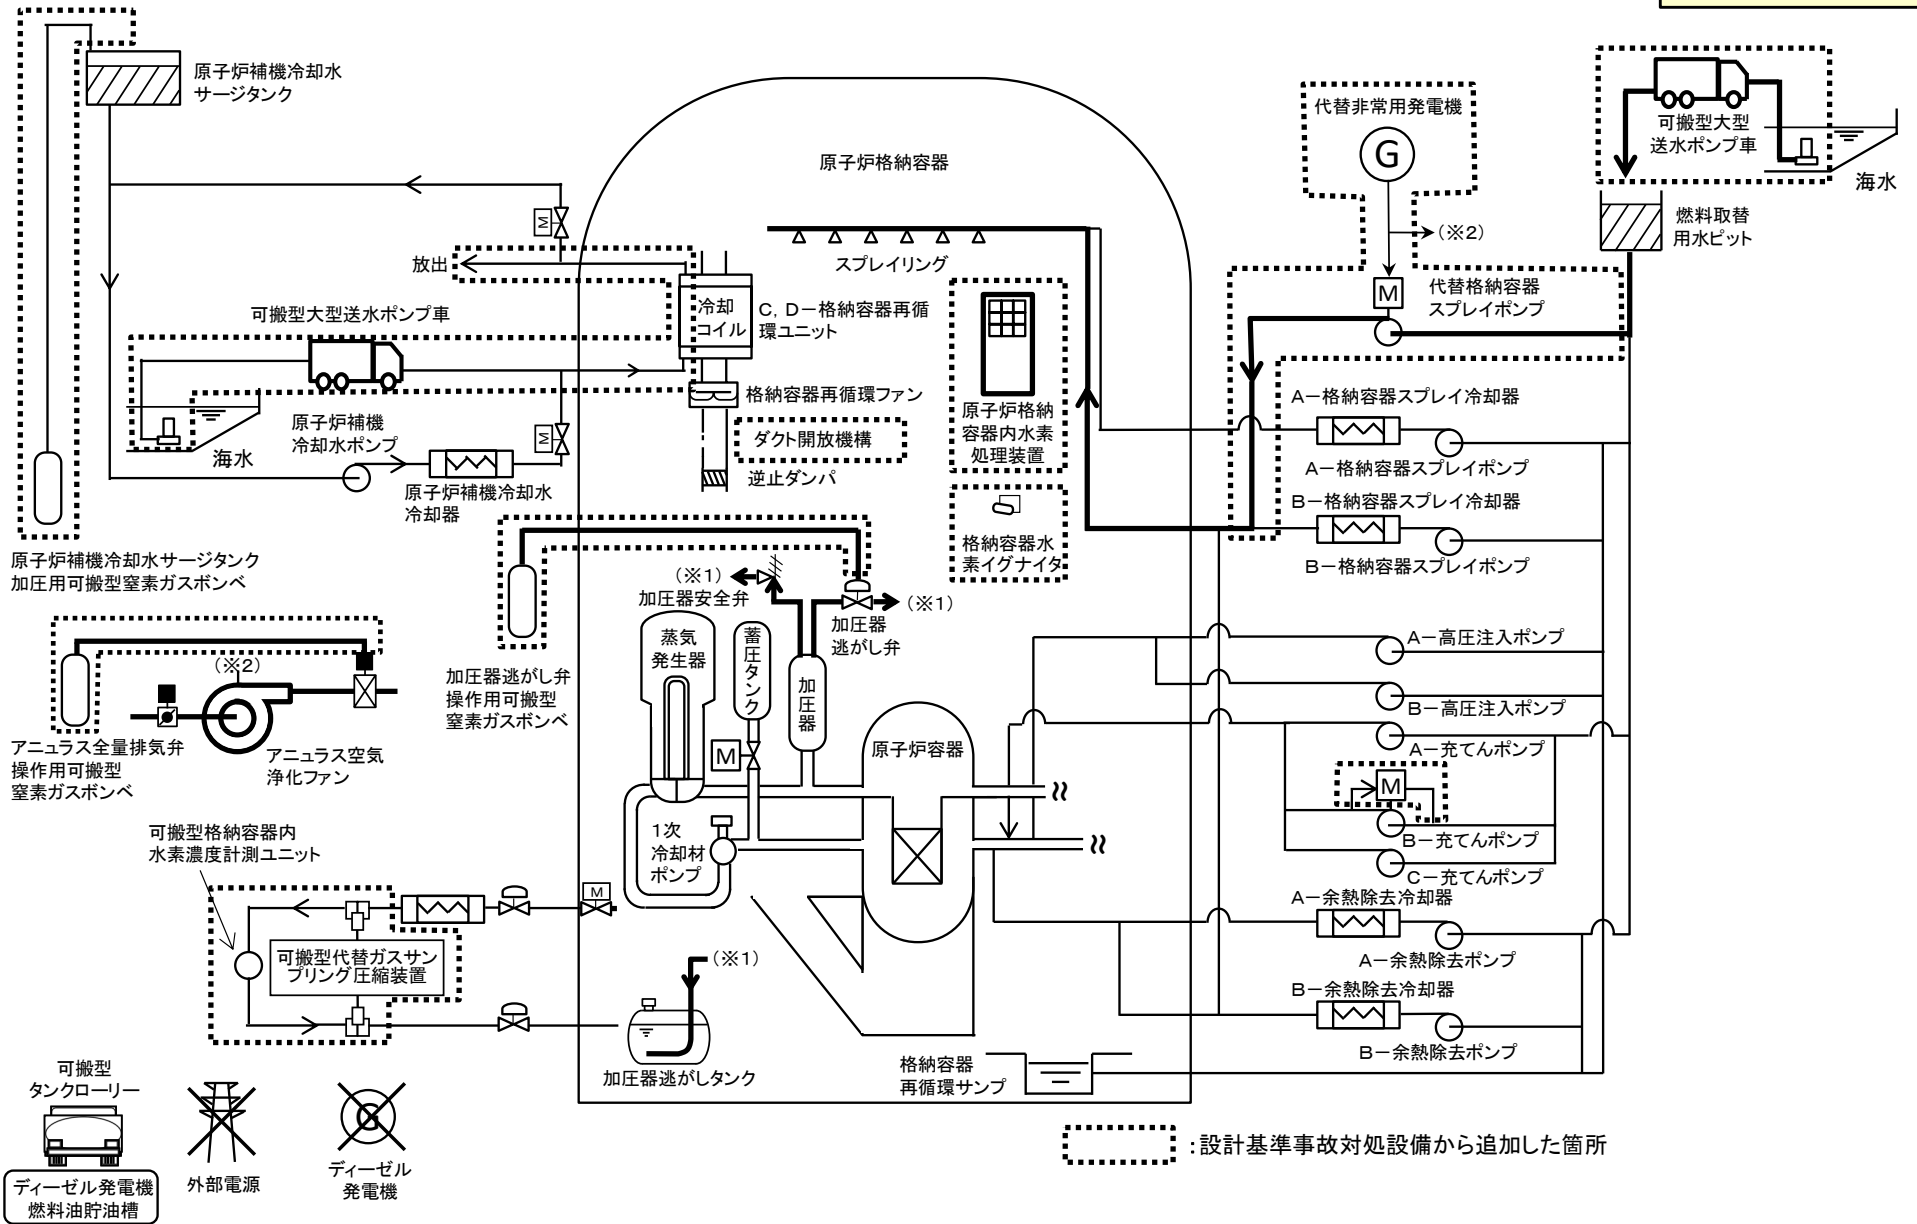 原子炉補機冷却水
サージタンク
原子炉格納容器
代替非常用発電機
G
可搬型大型
送水ポンプ車
海水
燃料取替
用水ピット
(※2)
M
放出
スプレイリング
M
代替格納容器
スプレイポンプ
可搬型大型送水ポンプ車
冷却
コイル
C，D－格納容器再循
環ユニット
格納容器再循環ファン
ダクト開放機構
逆止ダンパ
原子炉格納
容器内水素
処理装置
格納容器水
素イグナイタ
A－格納容器スプレイ冷却器
A－格納容器スプレイポンプ
B－格納容器スプレイ冷却器
B－格納容器スプレイポンプ
原子炉補機
冷却水ポンプ
海水
M
原子炉補機冷却水
冷却器
原子炉補機冷却水サージタンク
加圧用可搬型窒素ガスボンベ
(※1)
加圧器安全弁
(※1)
加圧器
逃がし弁
蒸気
発生器
蓄圧タンク
加圧器
加圧器逃がし弁
操作用可搬型
窒素ガスボンベ
(※2)
アニュラス全量排気弁
操作用可搬型
窒素ガスボンベ
アニュラス空気
浄化ファン
M
原子炉容器
A－高圧注入ポンプ
B－高圧注入ポンプ
A－充てんポンプ
M
B－充てんポンプ
C－充てんポンプ
1次
冷却材
ポンプ
可搬型格納容器内
水素濃度計測ユニット
M
A－余熱除去冷却器
A－余熱除去ポンプ
B－余熱除去冷却器
B－余熱除去ポンプ
可搬型代替ガスサン
プリング圧縮装置
(※1)
加圧器逃がしタンク
格納容器
再循環サンプ
可搬型
タンクローリー
ディーゼル発電機
燃料油貯油槽
外部電源
G
ディーゼル
発電機
：設計基準事故対処設備から追加した箇所